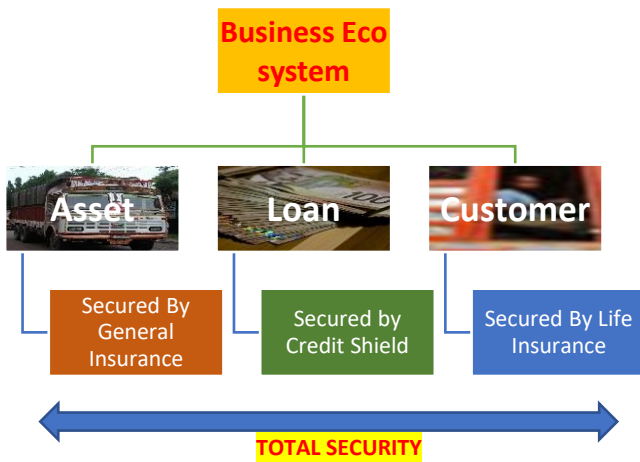 Business Eco
system
Asset
Loan
Customer
Secured By
General
Insurance
Secured by
Credit Shield
Secured By Life
Insurance
TOTAL SECURITY